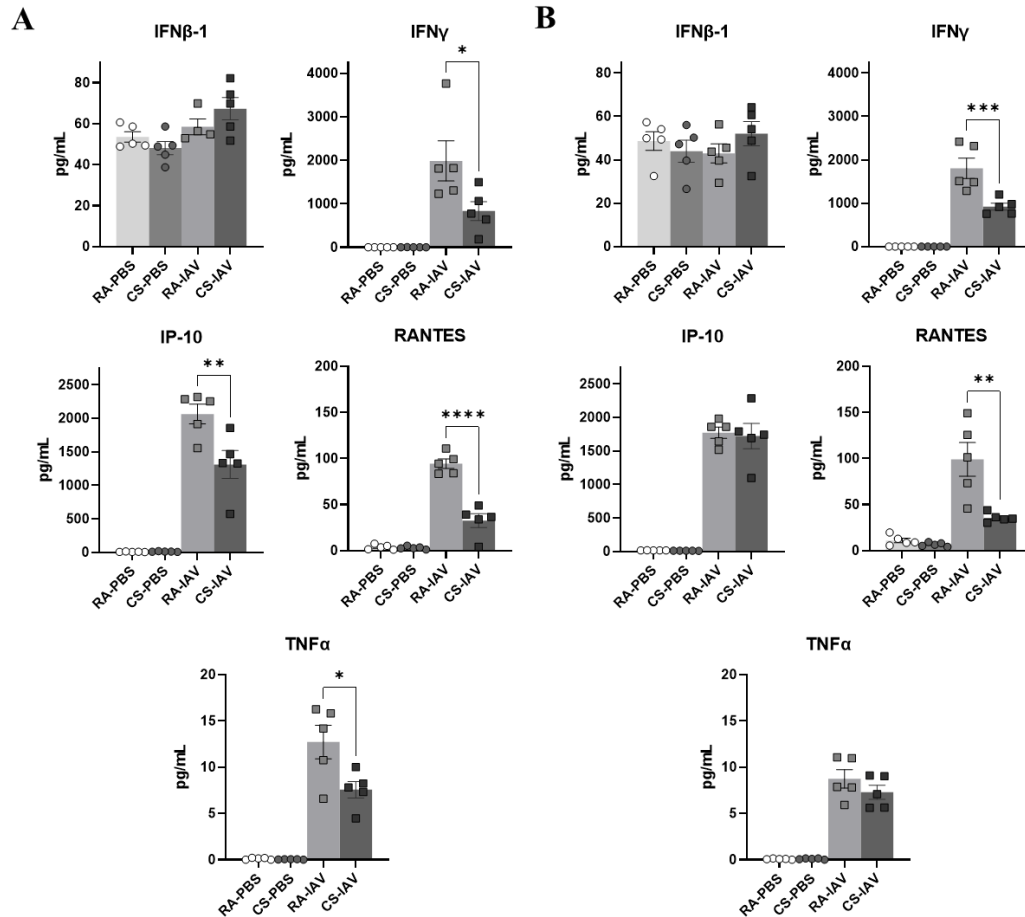 A
B
IFNβ-1
IFNγ
IFNβ-1
IFNγ
*
***
pg/mL
80
60
40
20
0
pg/mL
4000
3000
2000
1000
0
pg/mL
80
60
40
20
0
pg/mL
4000
3000
2000
1000
0
RA-PBS
CS-PBS
RA-IAV
CS-IAV
RA-PBS
CS-PBS
RA-IAV
CS-IAV
RA-PBS
CS-PBS
RA-IAV
CS-IAV
RA-PBS
CS-PBS
RA-IAV
CS-IAV
IP-10
RANTES
IP-10
RANTES
**
****
**
pg/mL
2500
2000
1500
1000
500
0
pg/mL
200
150
100
50
0
pg/mL
2500
2000
1500
1000
500
0
pg/mL
200
150
100
50
0
RA-PBS
CS-PBS
RA-IAV
CS-IAV
RA-PBS
CS-PBS
RA-IAV
CS-IAV
RA-PBS
CS-PBS
RA-IAV
CS-IAV
RA-PBS
CS-PBS
RA-IAV
CS-IAV
TNFα
TNFα
*
pg/mL
20
15
10
5
0
pg/mL
20
15
10
5
0
RA-PBS
CS-PBS
RA-IAV
CS-IAV
RA-PBS
CS-PBS
RA-IAV
CS-IAV